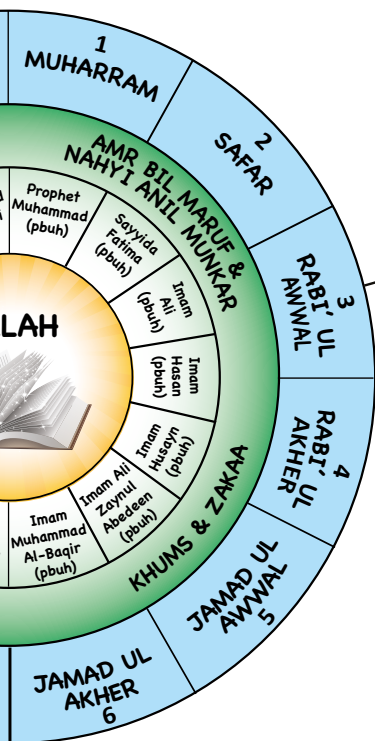 1
MUHARRAM
2
SAFAR
3
RABI' UL
AWWAL
4
RABI' UL
AKHER
JAMAD UL
AWWAL
5
JAMAD UL
AKHER
6
AMR BIL MARUF &
NAHYI ANIL MUNKAR
KHUMS & ZAKAA
Prophet
Muhammad
(pbuh)
Sayyida
Fatima
(pbuh)
Imam
Ali
(pbuh)
Imam
Hasan
(pbuh)
Imam
Husayn
(pbuh)
Imam Ali
Zaynul
Abedeen
(pbuh)
Imam
Muhammad
Al-Baqir
(pbuh)
LAH